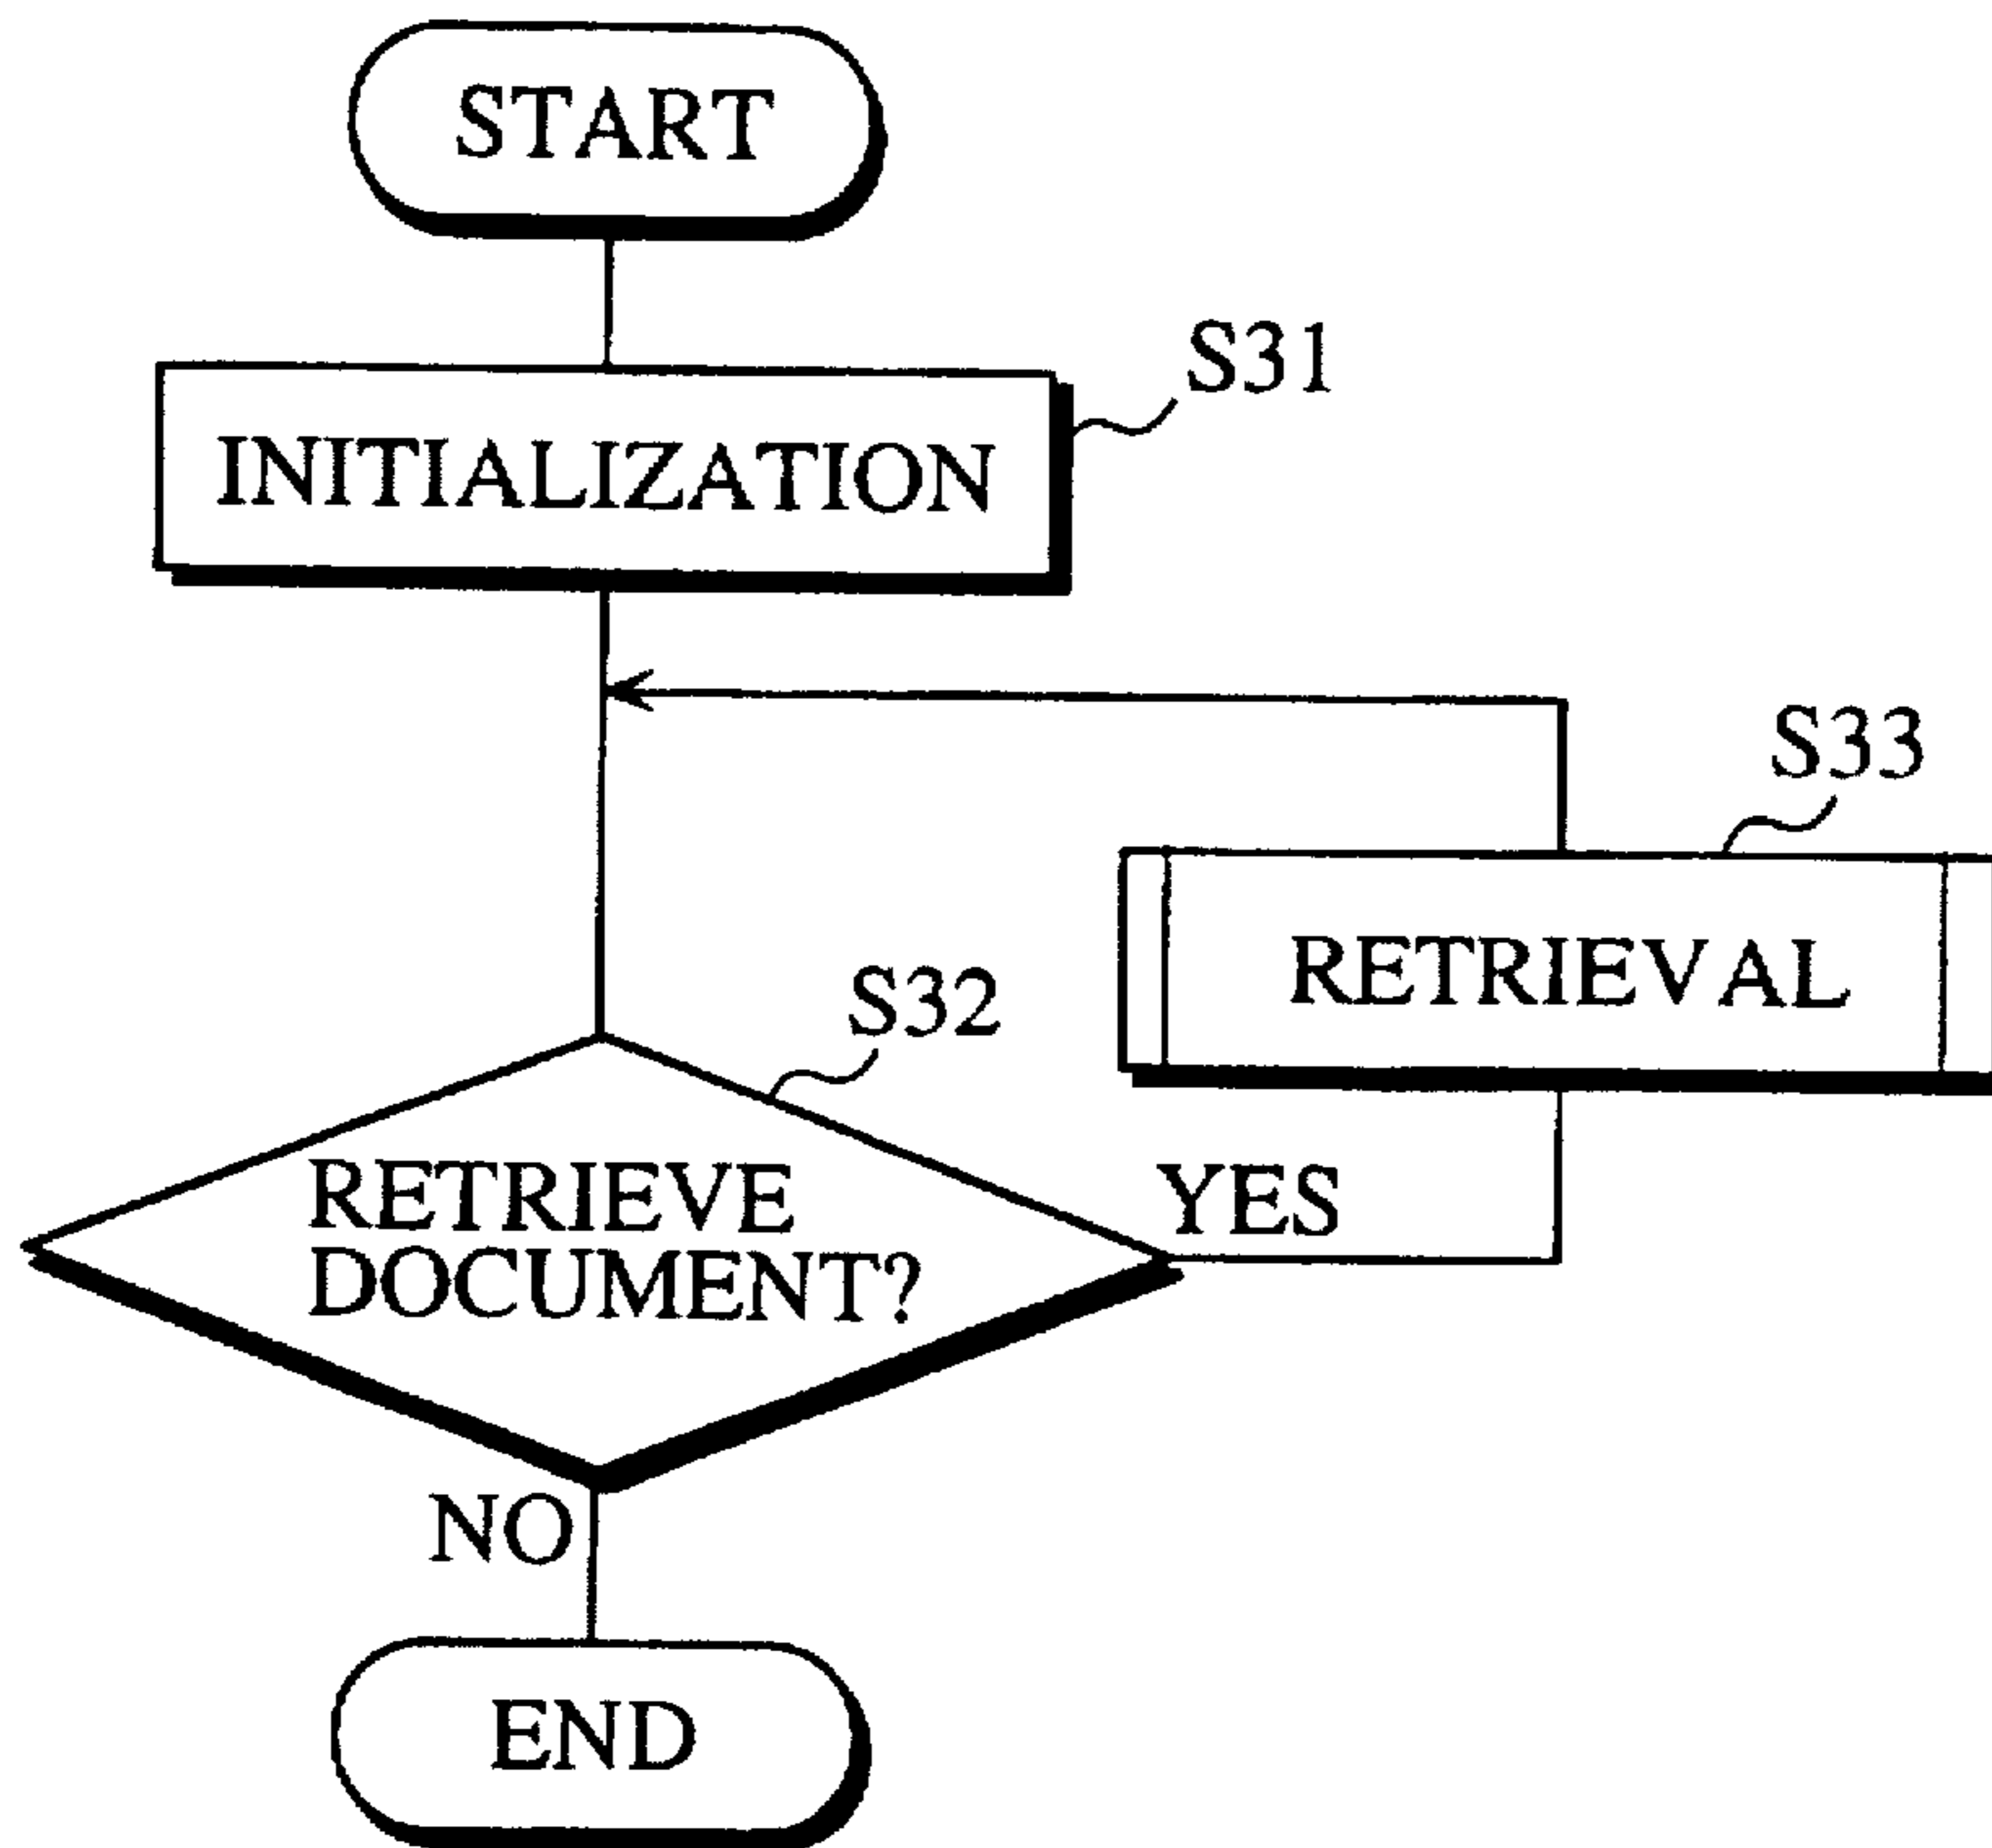 START
S31
INITIALIZATION
S33
RETRIEVAL
S32
RETRIEVE
DOCUMENT?
YES
NO
END